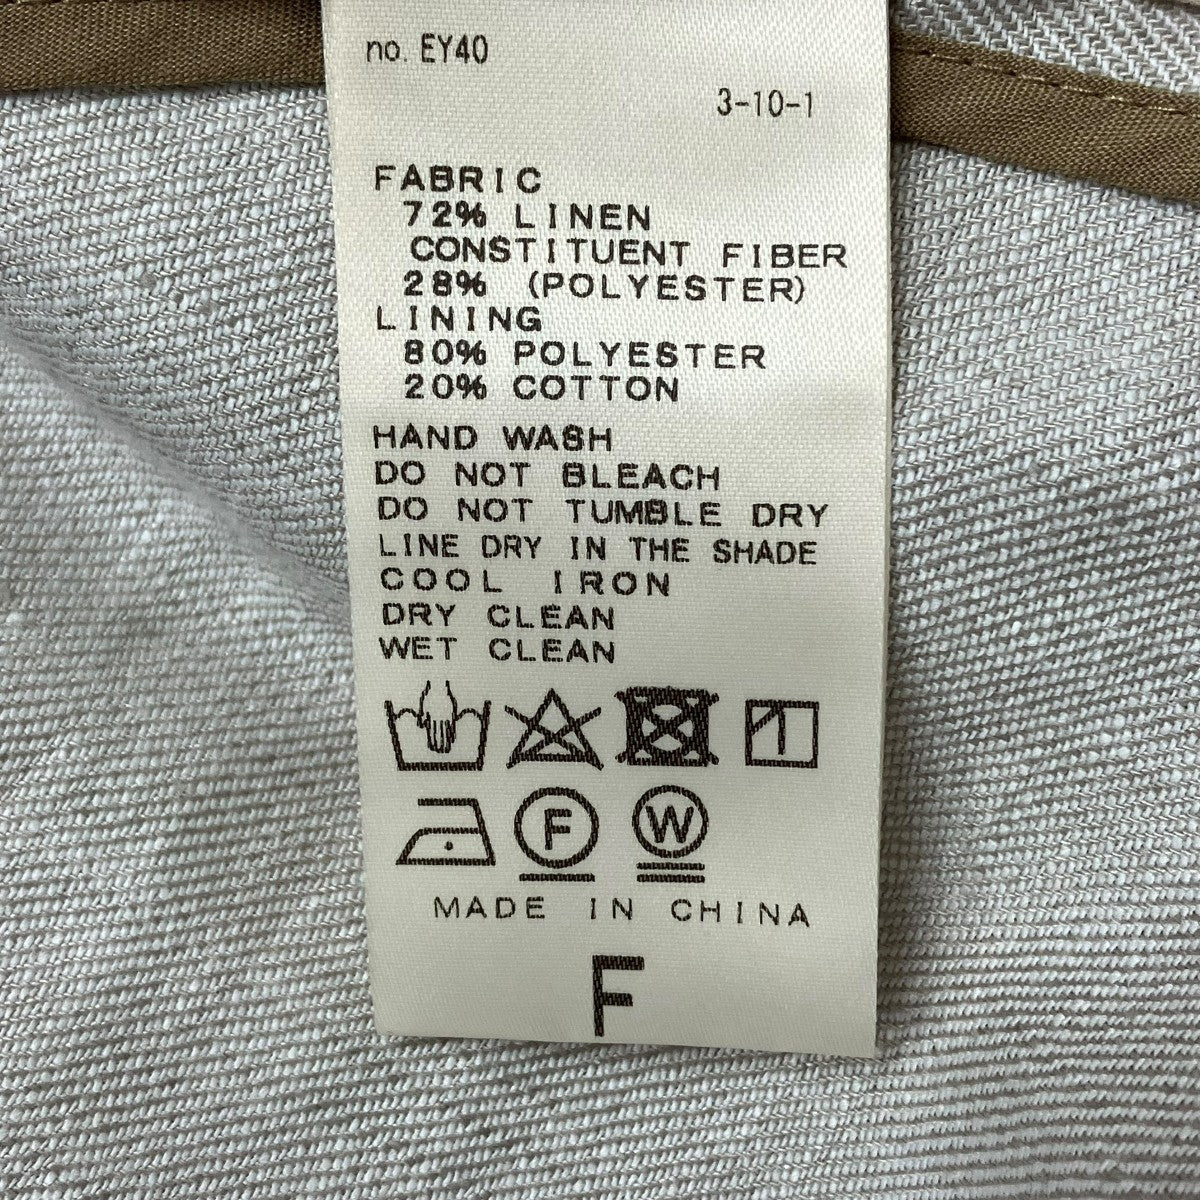 no. EY40
3-10-1
FABRIC
72% LINEN
CONSTITUENT FIBER
28% (POLYESTER)
LINING
80% POLYESTER
20% COTTON
HAND WASH
DO NOT BLEACH
DO NOT TUMBLE DRY
LINE DRY IN THE SHADE
COOL IRON
DRY CLEAN
WET CLEAN
F W
MADE IN CHINA
F